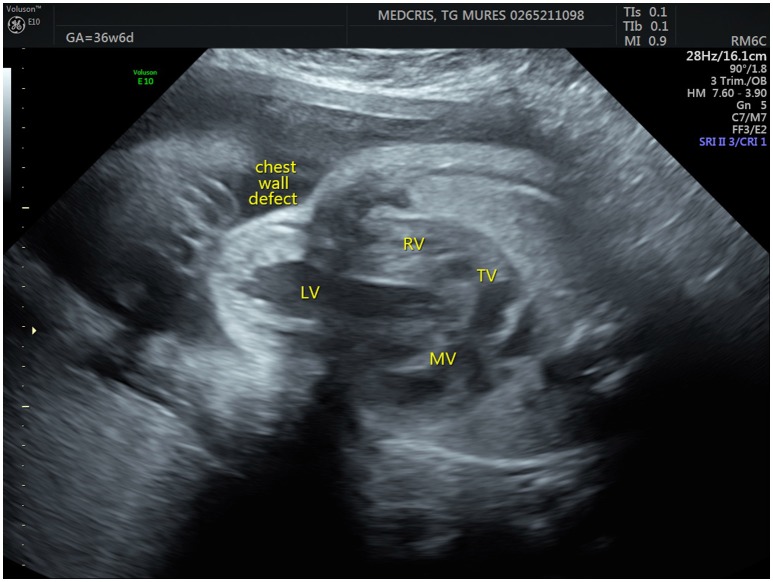 Voluson™
E10
GA=36w6d
MEDCRIS, TG MURES 0265211098
TIs 0.1
TIb 0.1
MI 0.9
RM6C
28Hz/16.1cm
90°/1.8
3 Trim./OB
HM 7.60 - 3.90
Gn 5
C7/M7
FF3/E2
SRI II 3/CRI 1
Voluson
E 10
chest
wall
defect
RV
TV
LV
MV